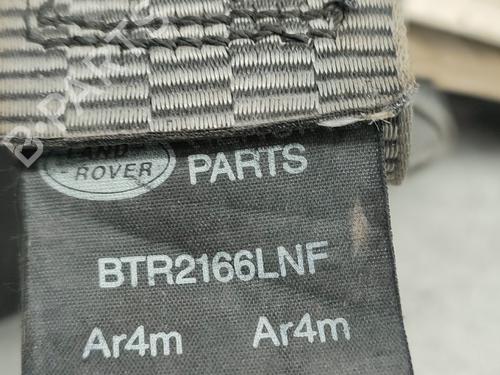 LAND
ROVER PARTS
BTR2166LNF
Ar4m Ar4m